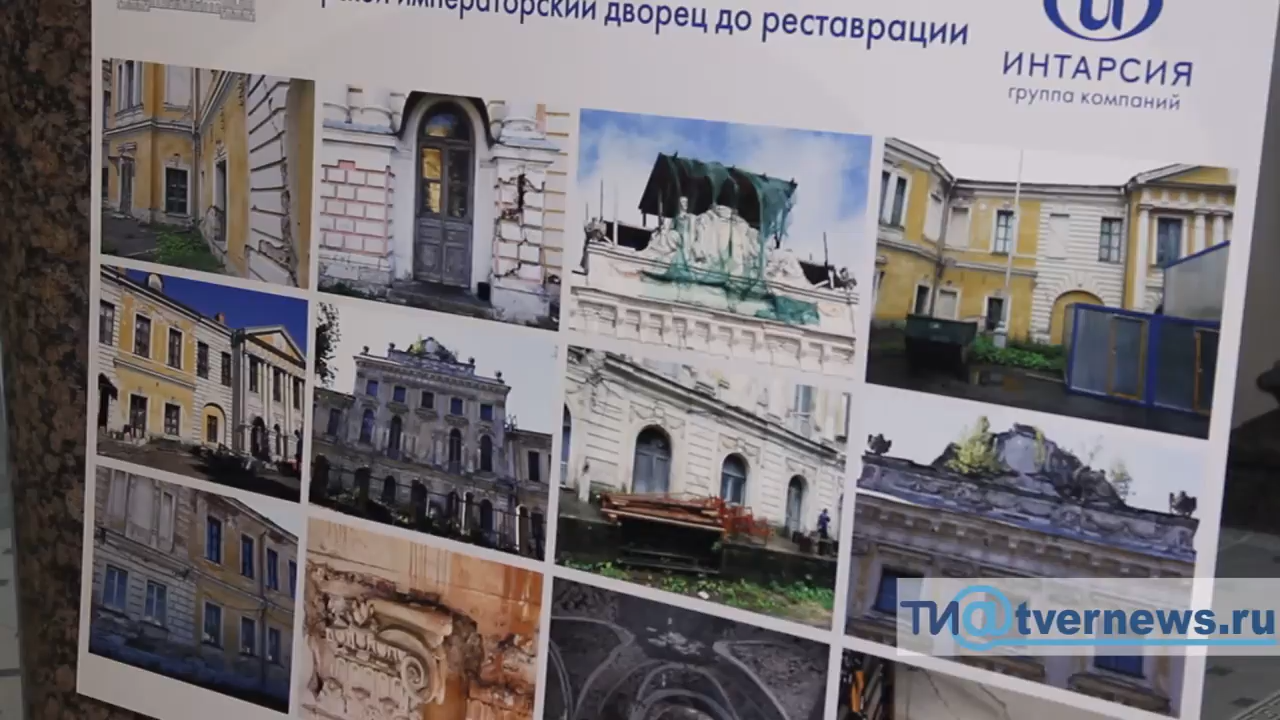 императорский дворец до реставрации
ИНТАРСИЯ
группа компаний
ТИ@tvernews.ru